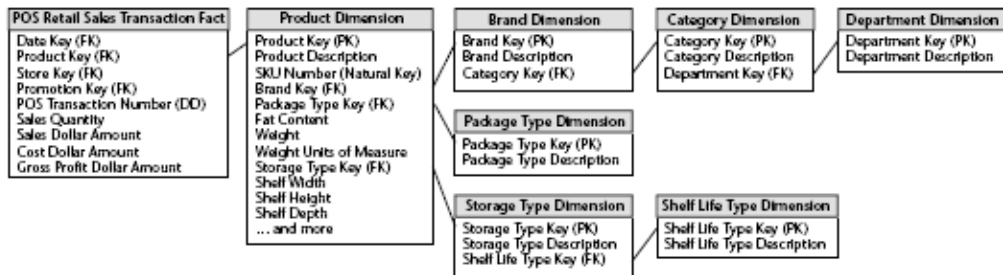 POS Retail Sales Transaction Fact
Date Key (FK)
Product Key (FK)
Store Key (FK)
Promotion Key (FK)
POS Transaction Number (DD)
Sales Quantity
Sales Dollar Amount
Cost Dollar Amount
Gross Profit Dollar Amount
Product Dimension
Product Key (PK)
Product Description
SKU Number (Natural Key)
Brand Key (FK)
Package Type Key (FK)
Fat Content
Weight
Weight Units of Measure
Storage Type Key (FK)
Shelf Width
Shelf Height
Shelf Depth
... and more
Brand Dimension
Brand Key (PK)
Brand Description
Category Key (FK)
Category Dimension
Category Key (PK)
Category Description
Department Key (FK)
Department Dimension
Department Key (PK)
Department Description
Package Type Dimension
Package Type Key (PK)
Package Type Description
Storage Type Dimension
Storage Type Key (PK)
Storage Type Description
Shelf Life Type Key (FK)
Shelf Life Type Dimension
Shelf Life Type Key (PK)
Shelf Life Type Description